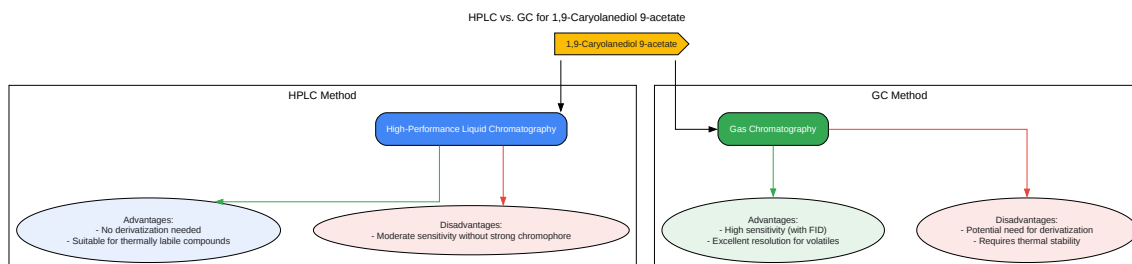 HPLC vs. GC for 1,9-Caryolanediol 9-acetate
1,9-Caryolanediol 9-acetate
HPLC Method
High-Performance Liquid Chromatography
Advantages:
- No derivatization needed
- Suitable for thermally labile compounds
Disadvantages:
- Moderate sensitivity without strong chromophore
GC Method
Gas Chromatography
Advantages:
- High sensitivity (with FID)
- Excellent resolution for volatiles
Disadvantages:
- Potential need for derivatization
- Requires thermal stability